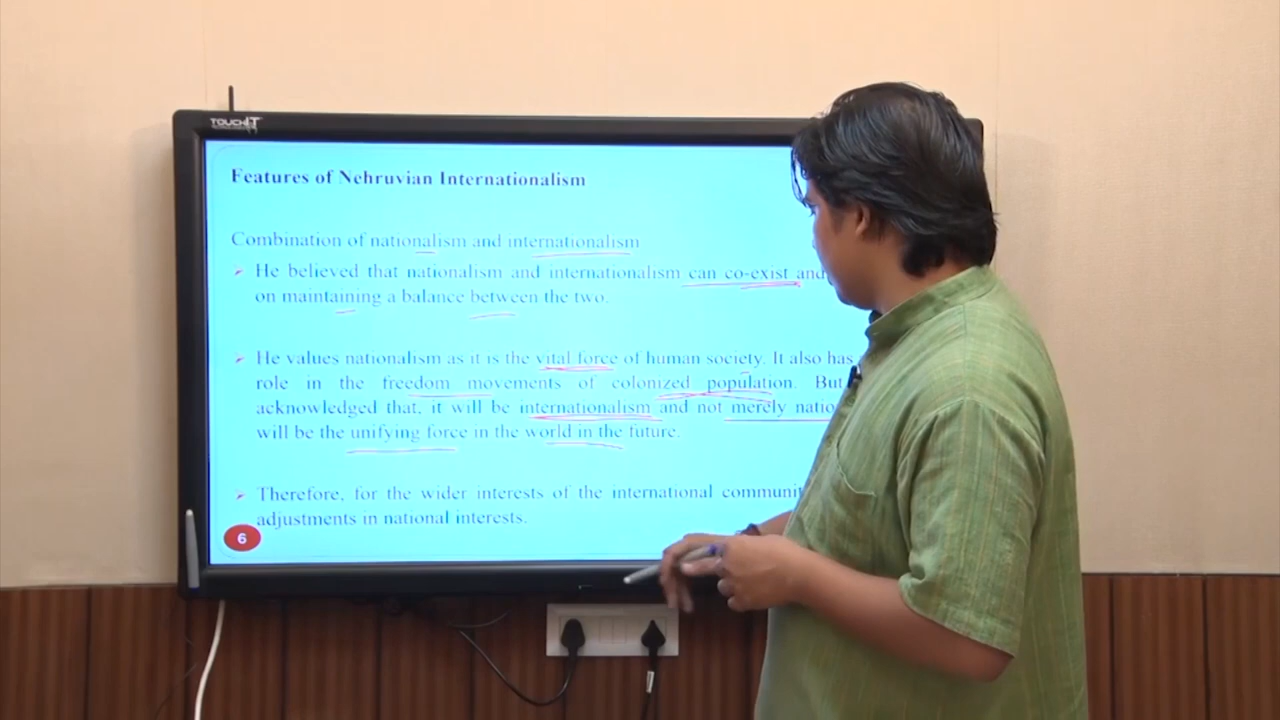 TOUCHIT
Features of Nehruvian Internationalism
Combination of nationalism and internationalism
➢ He believed that nationalism and internationalism can co-exist and
on maintaining a balance between the two.
➢ He values nationalism as it is the vital force of human society. It also has
role in the freedom movements of colonized population. But
acknowledged that, it will be internationalism and not merely natio
will be the unifying force in the world in the future.
➢ Therefore, for the wider interests of the international communit
adjustments in national interests.
6